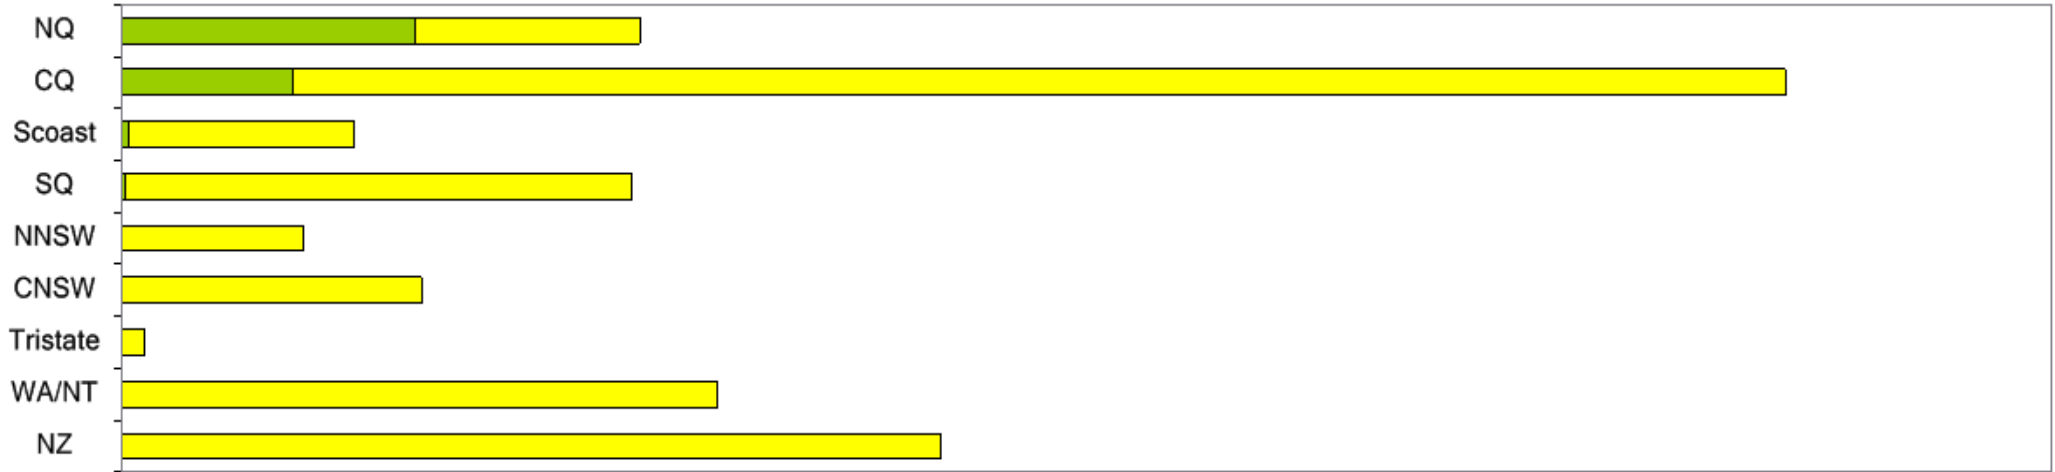 NQ
CQ
Scoast
SQ
NNSW
CNSW
Tristate
WA/NT
NZ